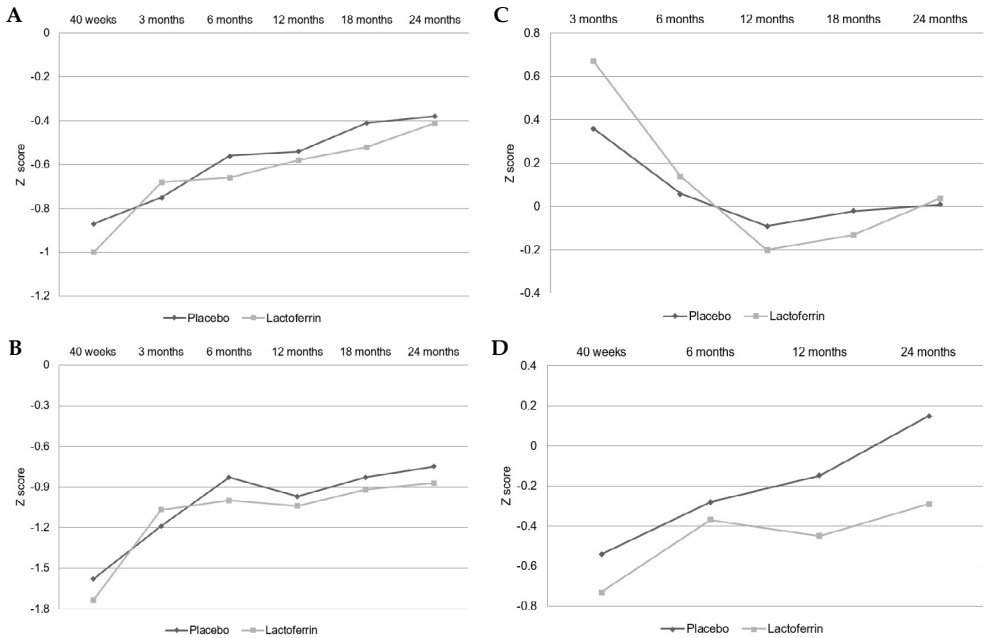 A
40 weeks 3 months 6 months 12 months 18 months 24 months
0
-0.2
-0.4
-0.6
-0.8
-1
-1.2
Z score
Placebo Lactoferrin
B
40 weeks 3 months 6 months 12 months 18 months 24 months
0
-0.3
-0.6
-0.9
-1.2
-1.5
-1.8
Z score
Placebo Lactoferrin
C
3 months 6 months 12 months 18 months 24 months
0.8
0.6
0.4
0.2
0
-0.2
-0.4
Z score
Placebo Lactoferrin
D
40 weeks 6 months 12 months 24 months
0.4
0.2
0
-0.2
-0.4
-0.6
-0.8
Z score
Placebo Lactoferrin